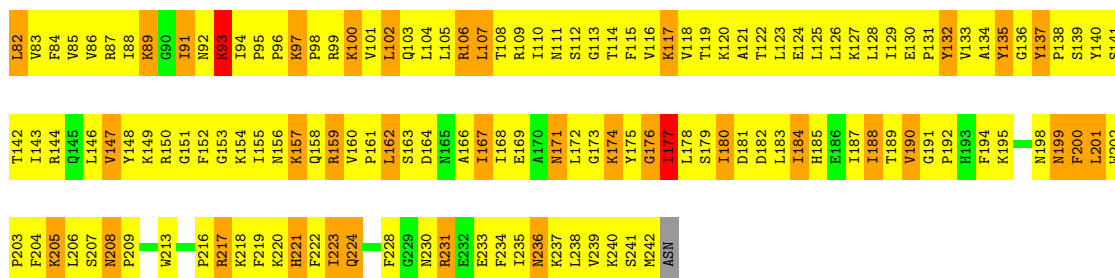 L82 V83 F84 V85 V86 R87 I88 K89 G90 I91 N92 K93 I94 P95 P96 K97 P98 R99 K100 V101 L102 Q103 L104 L105 R106 L107 T108 R109 I110 N111 S112 G113 T114 F115 V116 K117 V118 T119 K120 A121 T122 L123 E124 L125 L126 K127 L128 I129 E130 P131 Y132 V133 A134 Y135 G136 Y137 P138 S139 Y140 S141
T142 I143 R144 Q145 L146 V147 Y148 K149 R150 G151 F152 G153 K154 I155 N156 K157 Q158 R159 V160 P161 L162 S163 D164 N165 A166 I167 I168 E169 A170 N171 L172 G173 K174 Y175 G176 I177 L178 S179 I180 D181 D182 L183 I184 H185 E186 I187 I188 T189 V190 G191 P192 H193 F194 K195 N198 N199 F200 L201 W202
P203 F204 K205 L206 S207 N208 P209 W213 P216 R217 K218 F219 K220 H221 F222 I223 Q224 F228 G229 N230 R231 E232 E233 F234 I235 N236 K237 L238 V239 K240 S241 M242 ASN